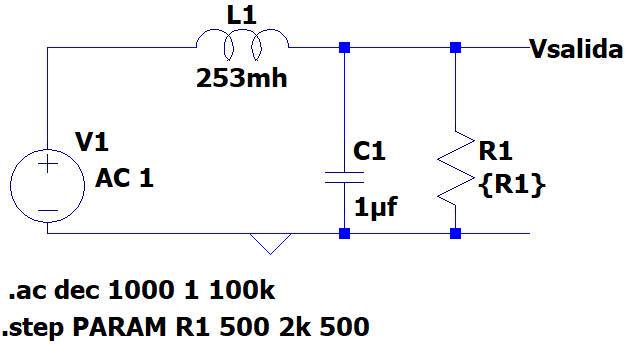 L1
253mh
Vsalida
V1
AC 1
C1
1µf
R1
{R1}
.ac dec 1000 1 100k
.step PARAM R1 500 2k 500